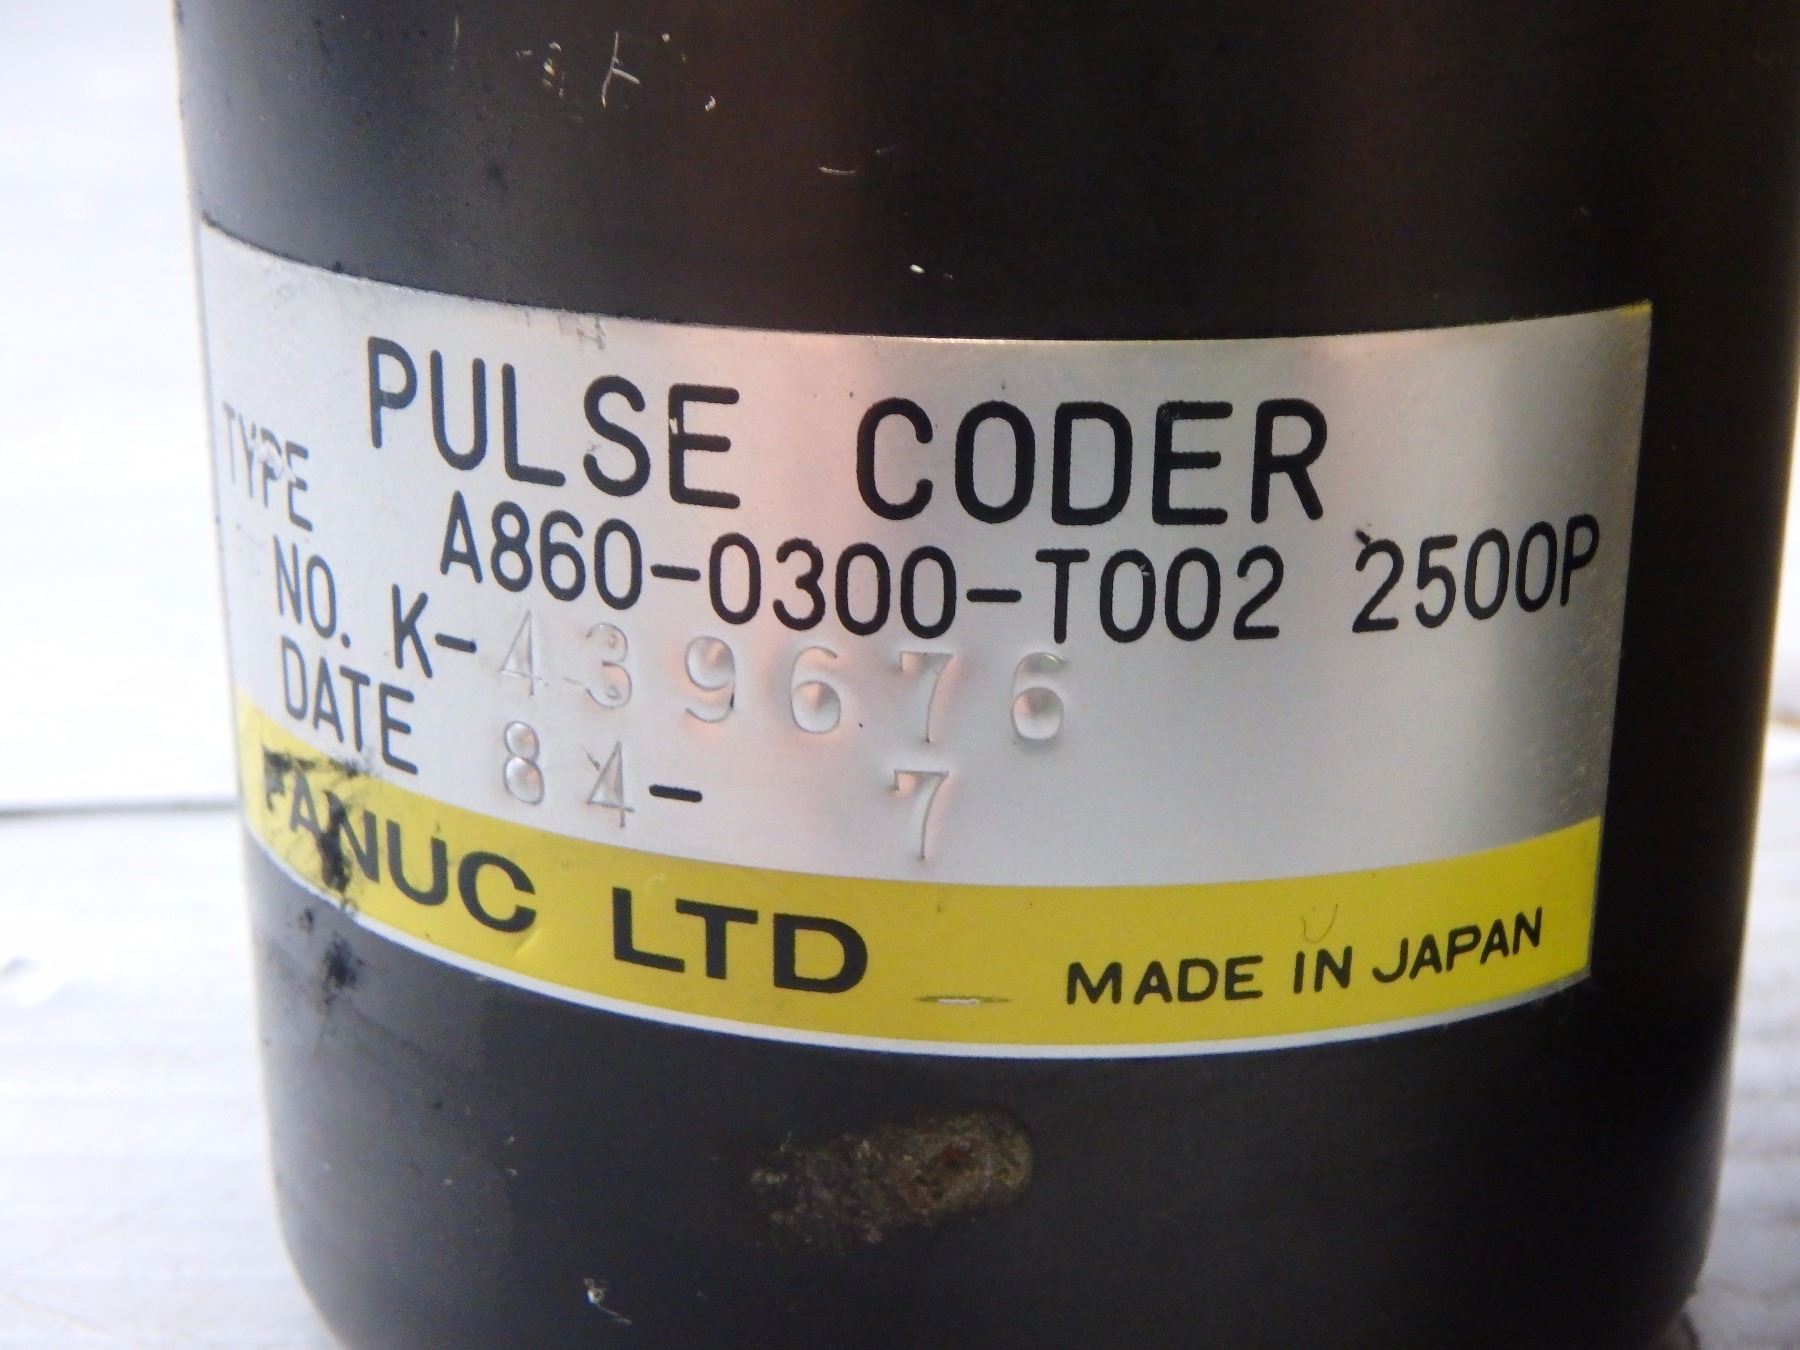 PULSE CODER
TYPE A860-0300-T002 2500P
NO. K-439676
DATE 84-7
FANUC LTD MADE IN JAPAN